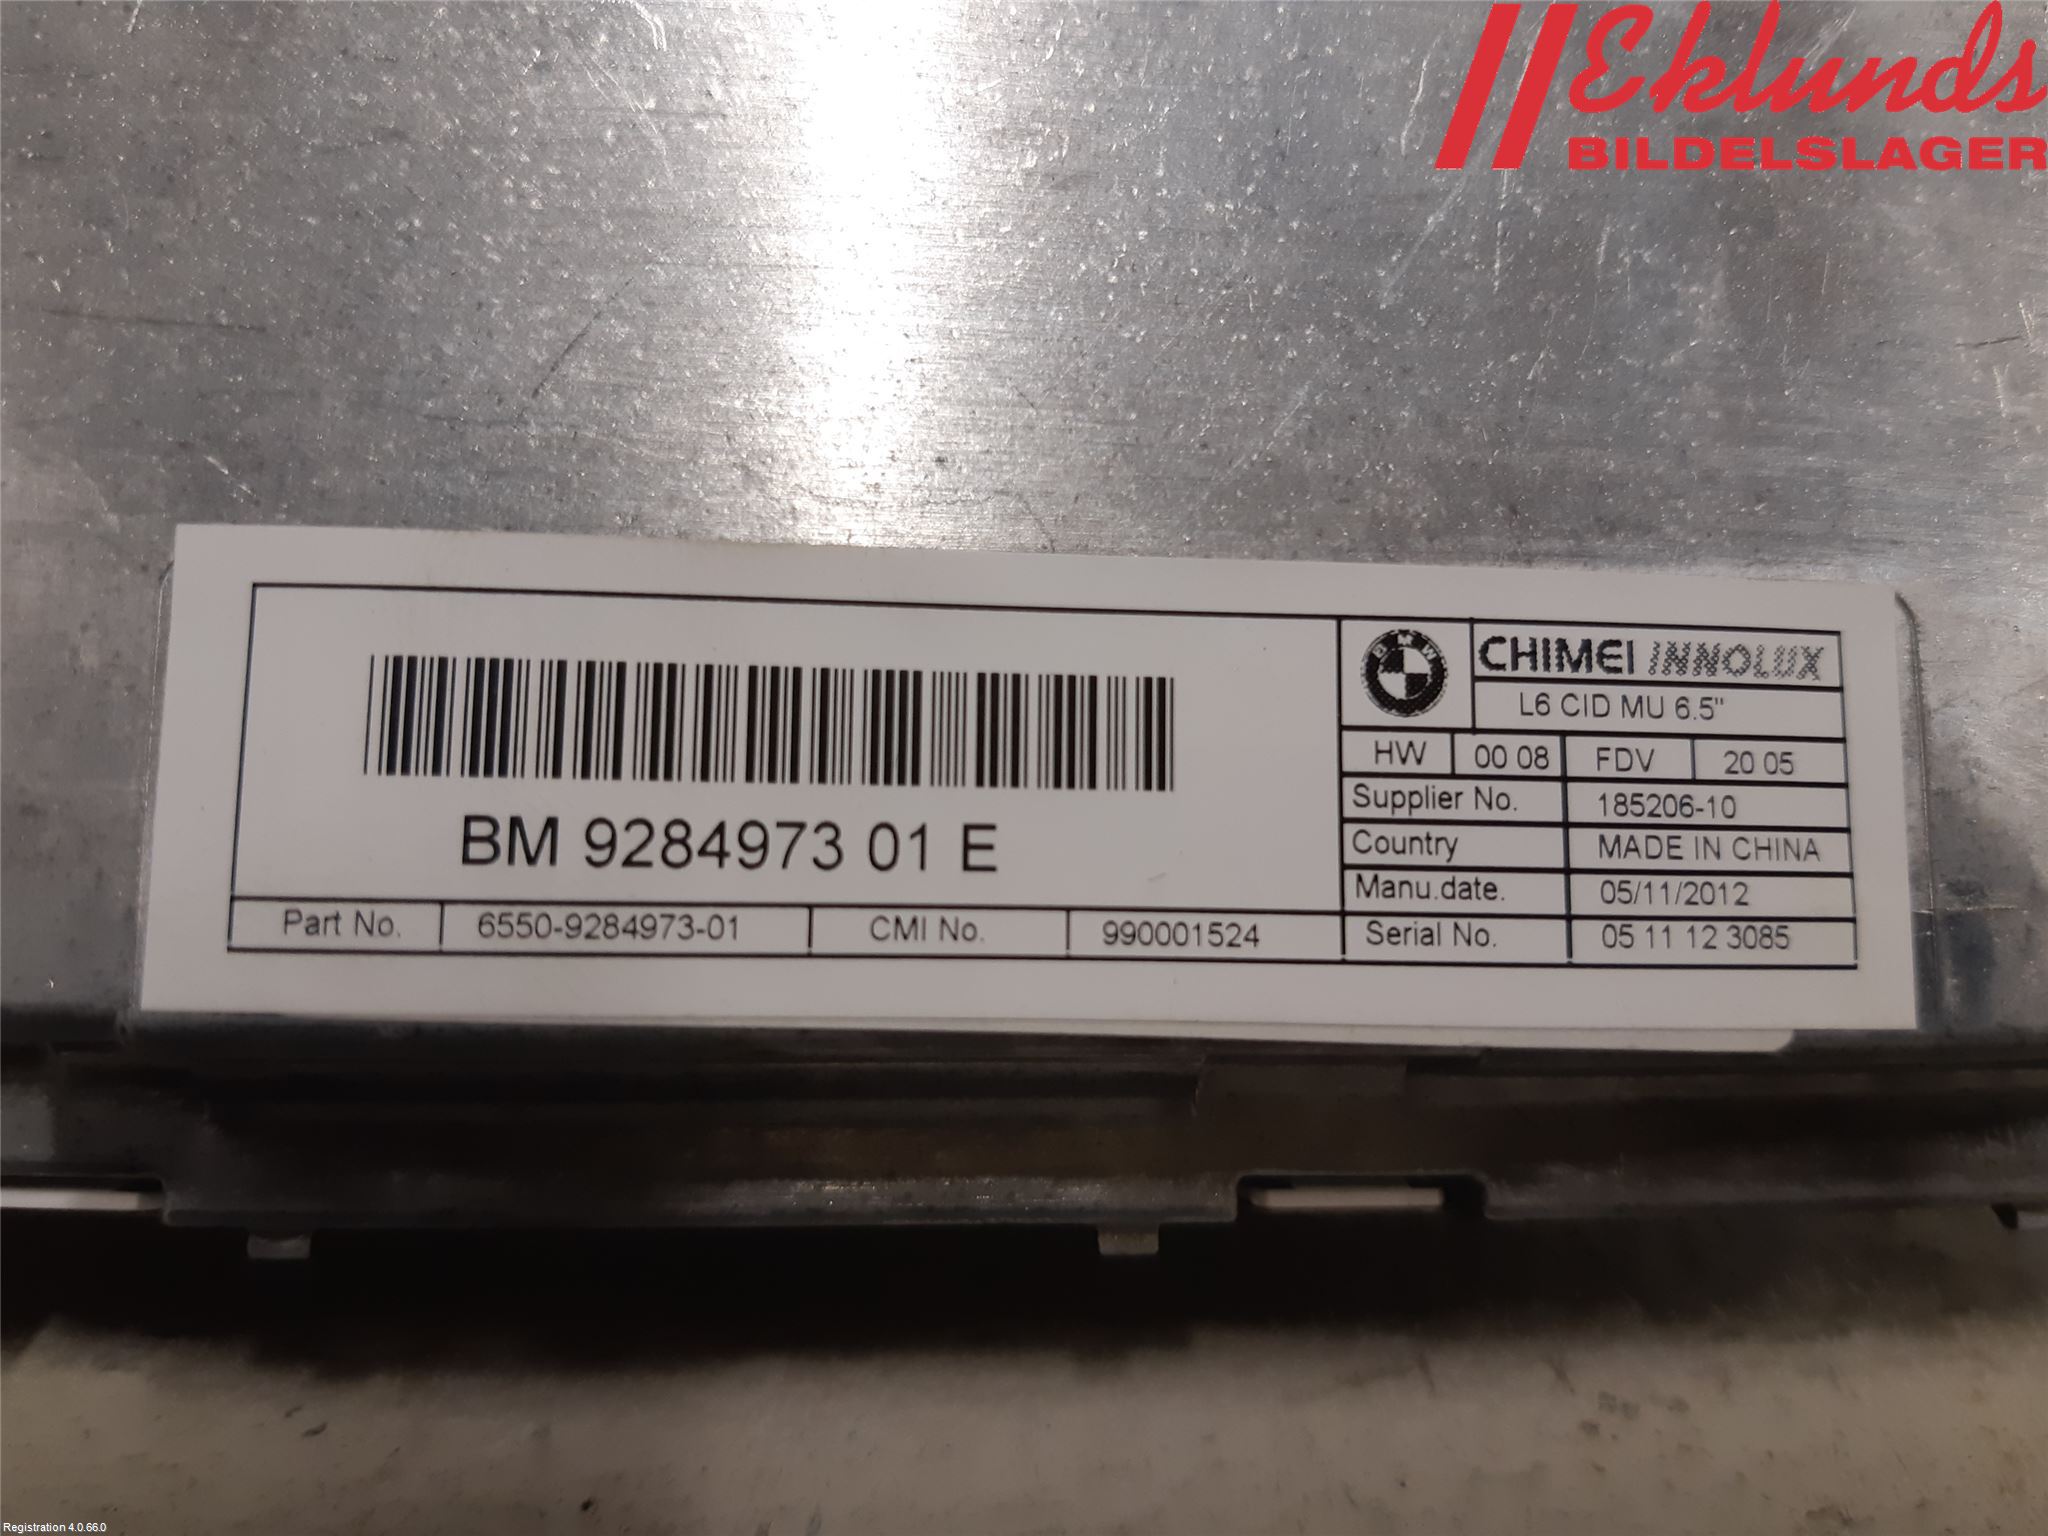 Eklunds
BILDELSLAGER
BM 9284973 01 E
Part No. 6550-9284973-01 CMI No. 990001524
BMW
CHIMEI INNOLUX
L6 CID MU 6.5"
HW 00 08 FDV 20 05
Supplier No. 185206-10
Country MADE IN CHINA
Manu.date. 05/11/2012
Serial No. 05 11 12 3085
Registration 4.0.66.0